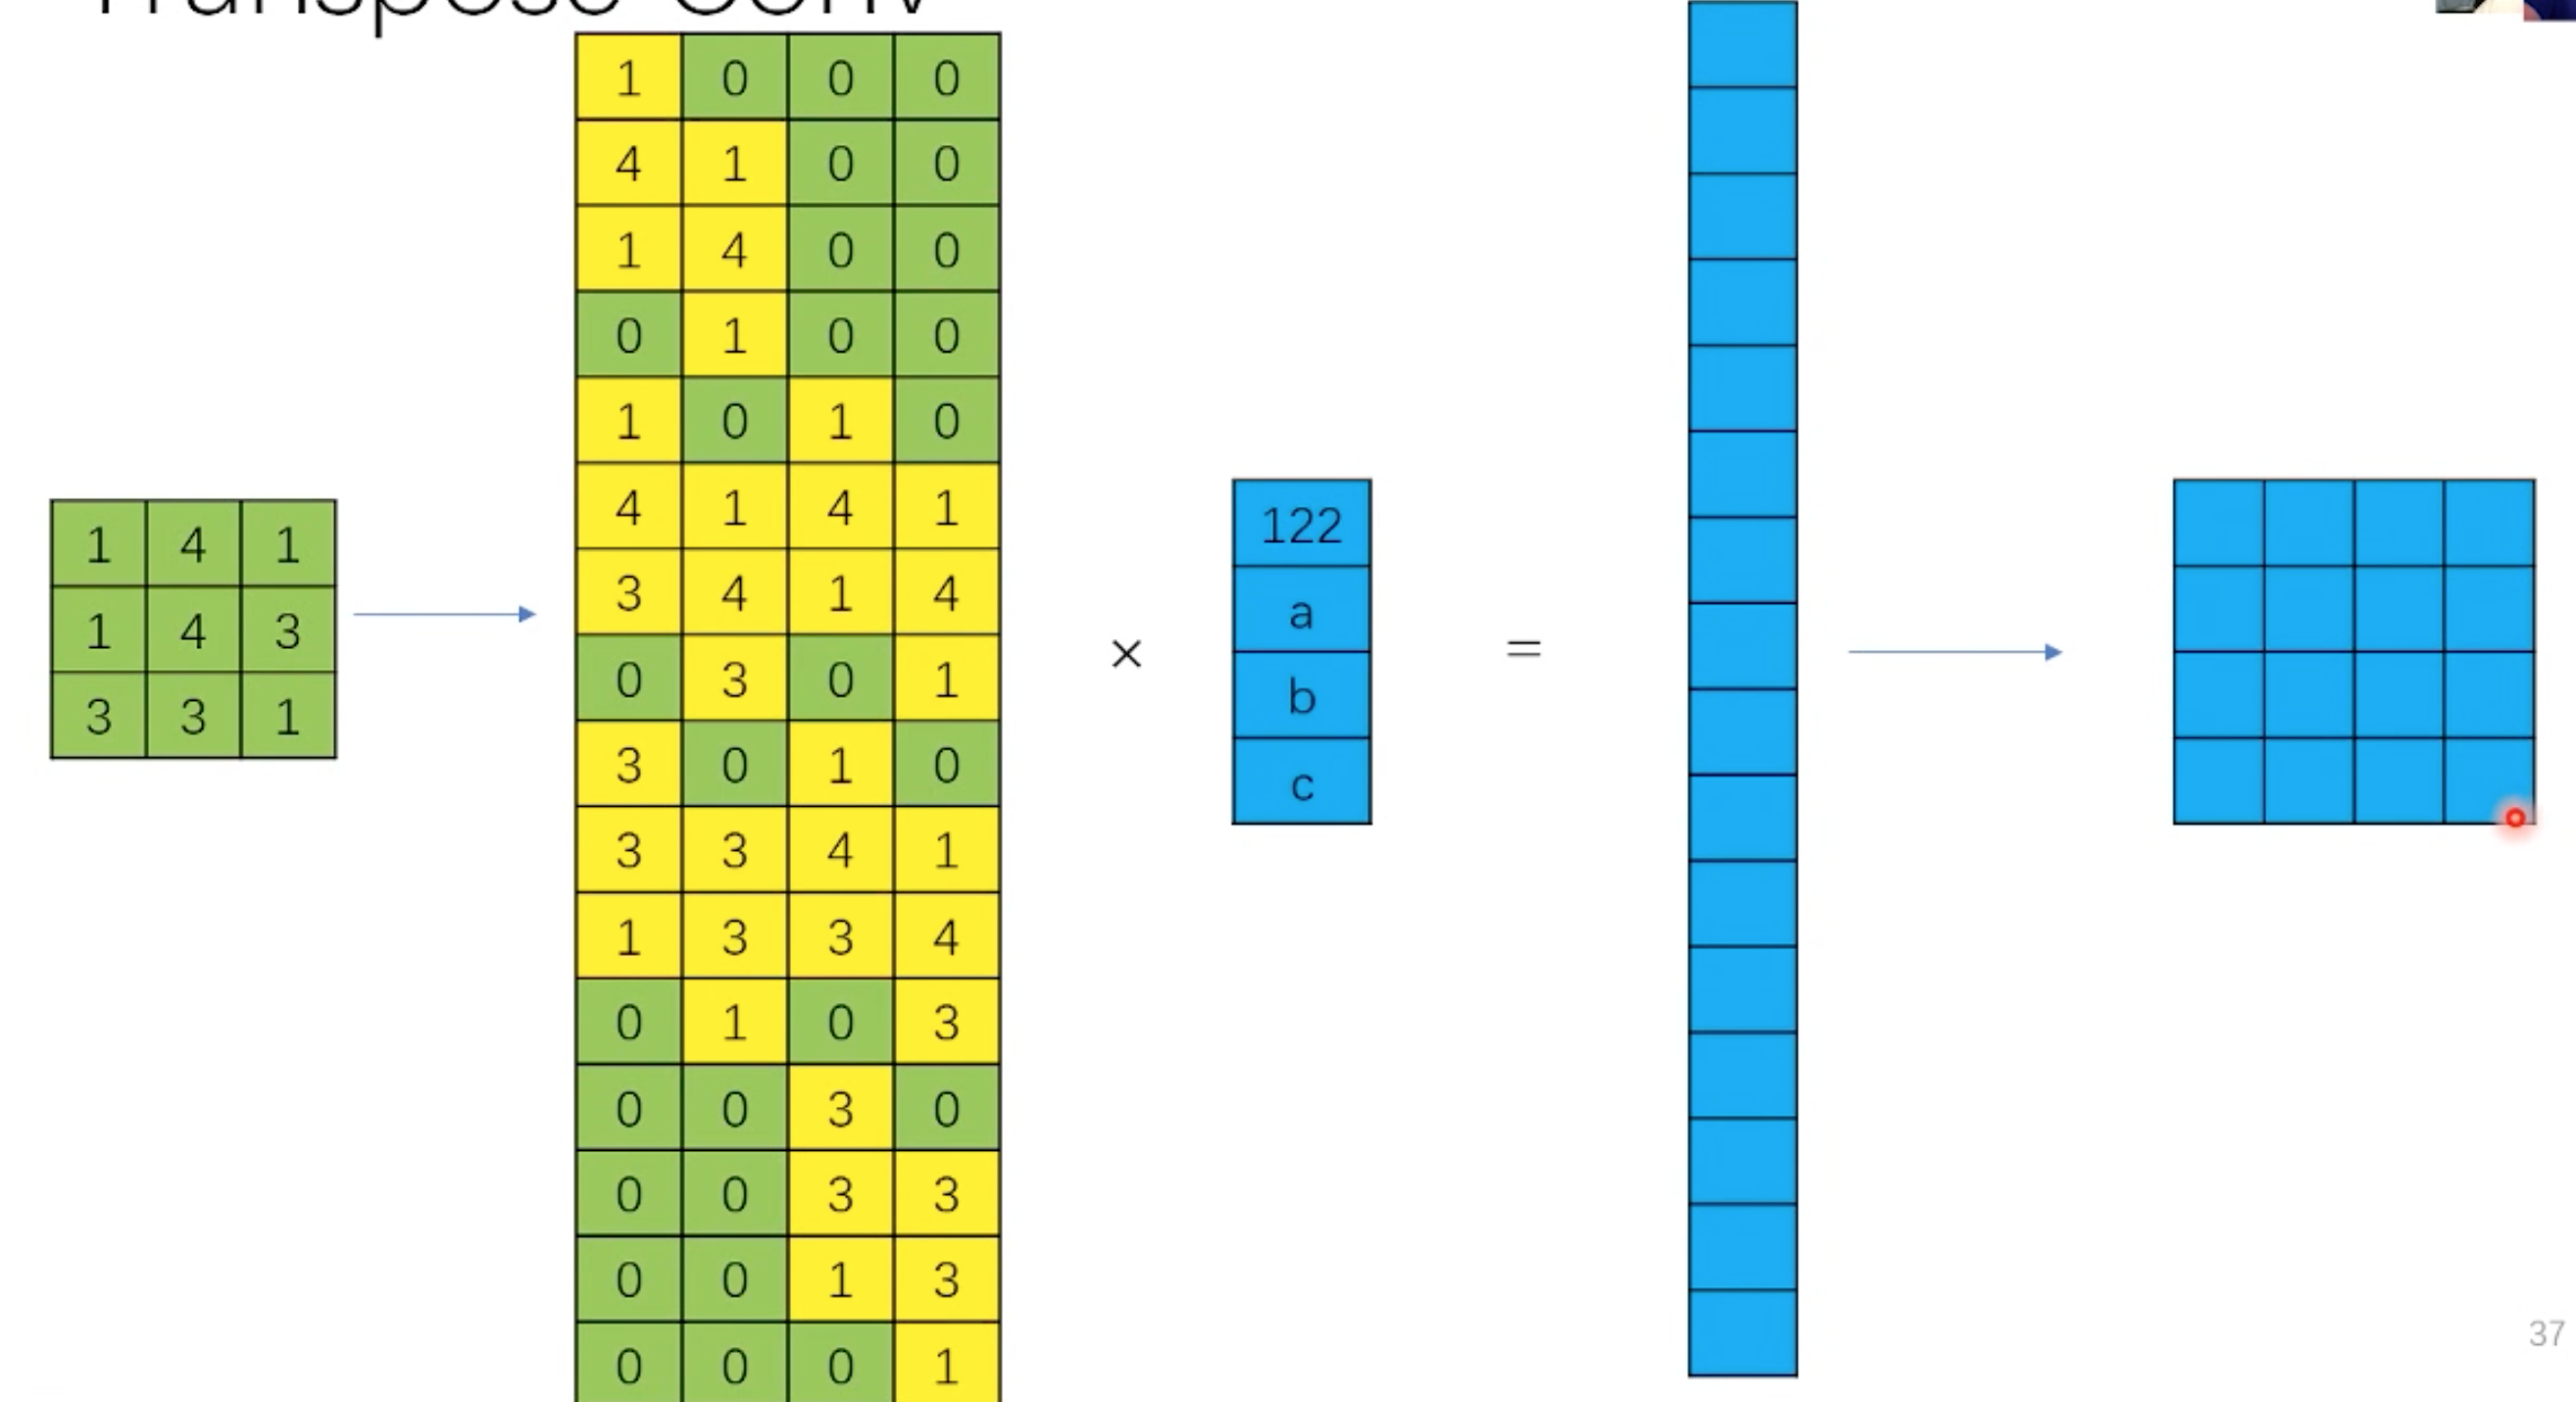 Transpose Conv
1 0 0 0
4 1 0 0
1 4 0 0
0 1 0 0
1 0 1 0
4 1 4 1
3 4 1 4
0 3 0 1
3 0 1 0
3 3 4 1
1 3 3 4
0 1 0 3
0 0 3 0
0 0 3 3
0 0 1 3
0 0 0 1
1 4 1
1 4 3
3 3 1
×
122
a
b
c
=
37